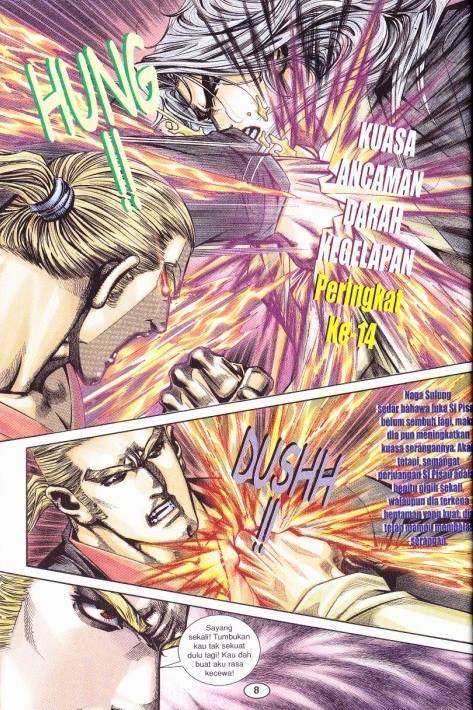 HUNG
!!
KUASA
ANCAMAN
DARAH
KEGELAPAN
Peringkat
Ke-14
Naga Sulung
sedar bahawa luka SI Pisau
belum sembuh lagi, maka
dia pun meningkatkan
kuasa serangannya. Akan
tetapi, semangat
perjuangan SI Pisau adalah
begitu gigih sekali,
walaupun dia terkena
hentaman yang kuat, dia
tetap mampu membalas
serangan.
DUSHH
!!
Sayang
sekali! Tumbukan
kau tak sekuat
dulu lagi! Kau dah
buat aku rasa
kecewa!
8